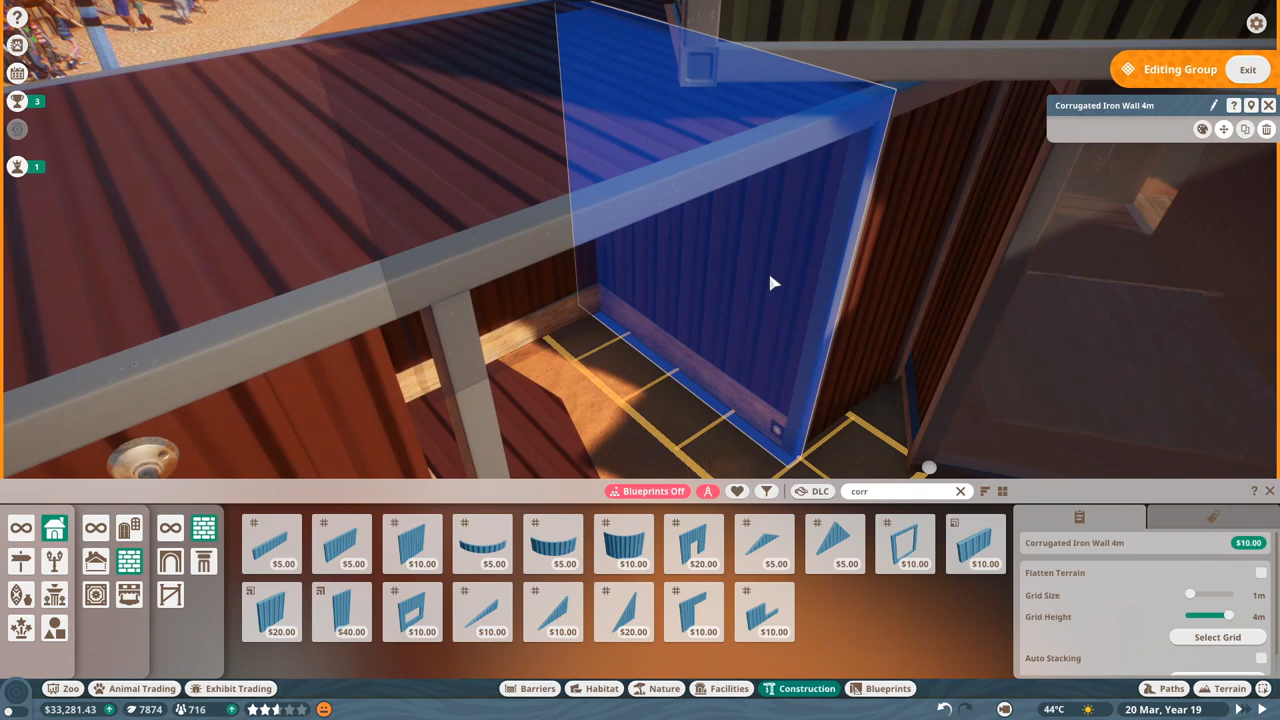 ?
3
1
Editing Group Exit
Corrugated Iron Wall 4m ?
Blueprints Off DLC corr ?
$5.00 $5.00 $10.00 $5.00 $5.00 $10.00 $20.00 $5.00 $5.00 $10.00 $10.00
$20.00 $40.00 $10.00 $10.00 $10.00 $20.00 $10.00 $10.00
Corrugated Iron Wall 4m $10.00
Flatten Terrain
Grid Size 1m
Grid Height 4m
Select Grid
Auto Stacking
Zoo Animal Trading Exhibit Trading Barriers Habitat Nature Facilities Construction Blueprints Paths Terrain
$33,281.43 7874 716 44°C 20 Mar, Year 19